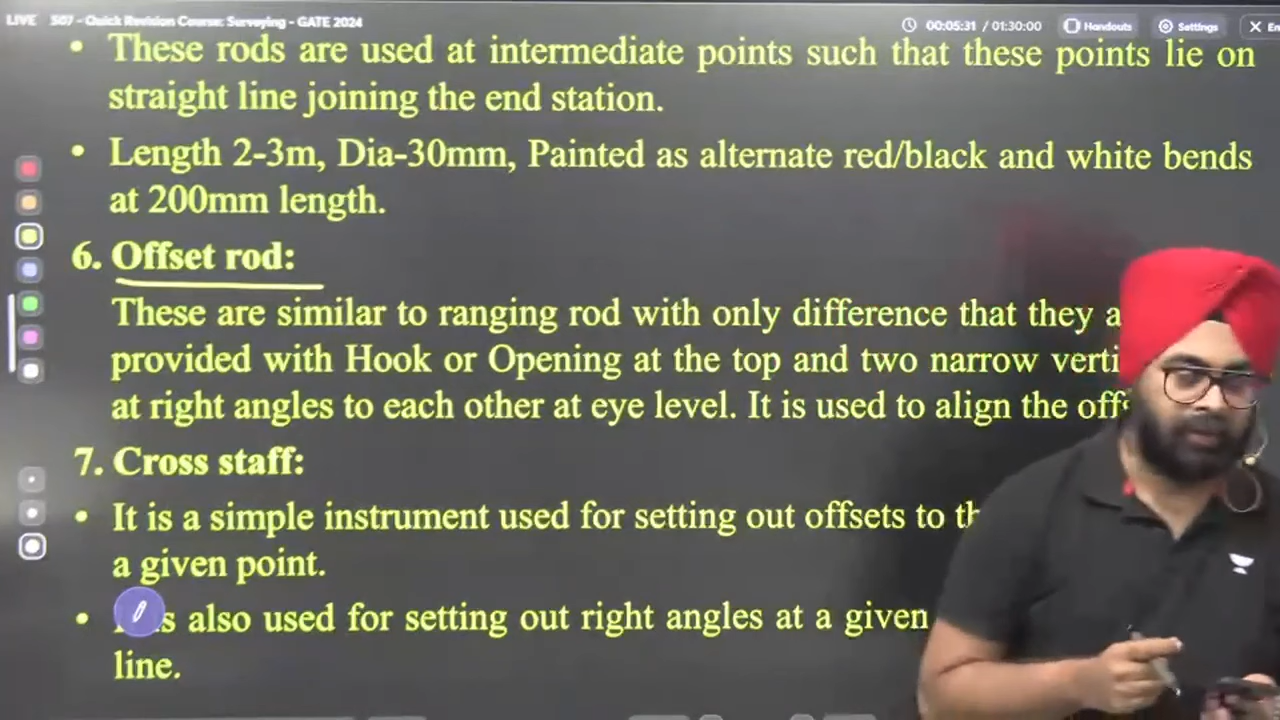 LIVE S07 - Quick Revision Course: Surveying - GATE 2024 00:05:31 / 01:30:00 Handouts Settings
• These rods are used at intermediate points such that these points lie on
straight line joining the end station.
• Length 2-3m, Dia-30mm, Painted as alternate red/black and white bends
at 200mm length.
6. Offset rod:
These are similar to ranging rod with only difference that they
provided with Hook or Opening at the top and two narrow
at right angles to each other at eye level. It is used to align the
7. Cross staff:
• It is a simple instrument used for setting out offsets to
a given point.
• also used for setting out right angles at a given
line.